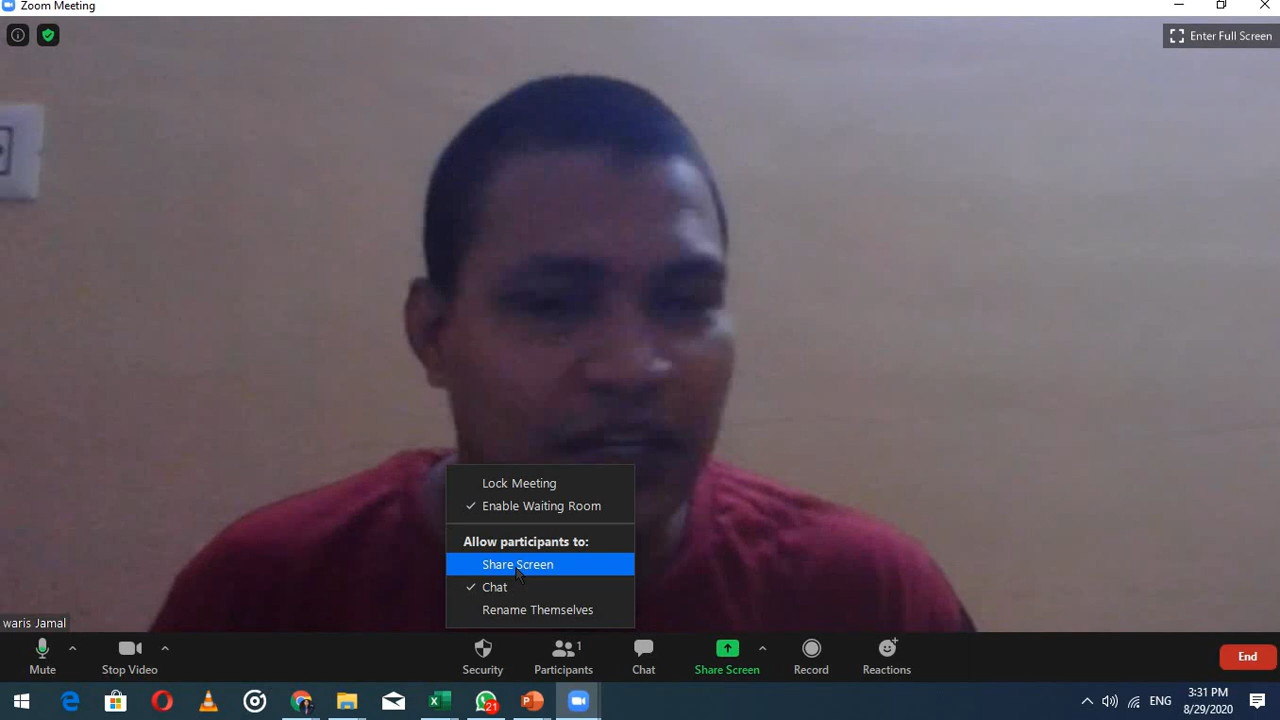 Zoom Meeting
Enter Full Screen
Lock Meeting
✓ Enable Waiting Room
Allow participants to:
Share Screen
✓ Chat
Rename Themselves
waris Jamal
Mute
Stop Video
Security
Participants
1
Chat
Share Screen
Record
Reactions
End
21
ENG
3:31 PM
8/29/2020